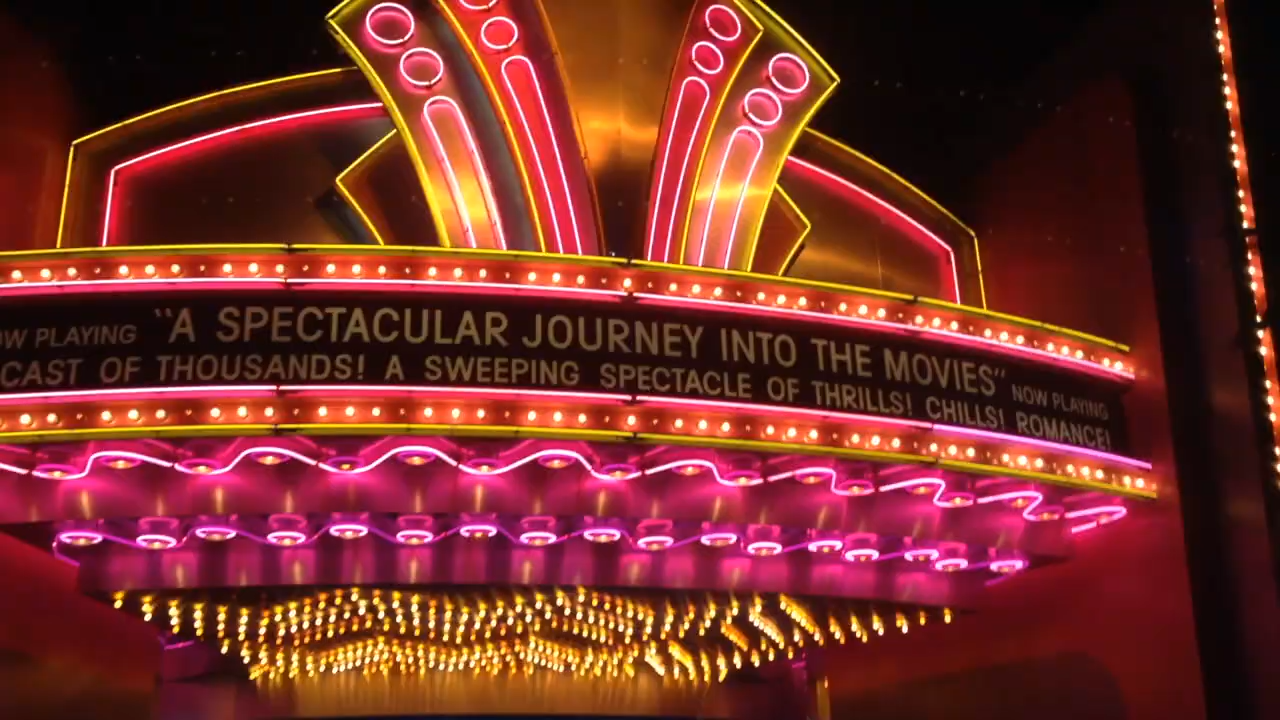 OW PLAYING "A SPECTACULAR JOURNEY INTO THE MOVIES" NOW PLAYING
CAST OF THOUSANDS! A SWEEPING SPECTACLE OF THRILLS! CHILLS! ROMANCE!